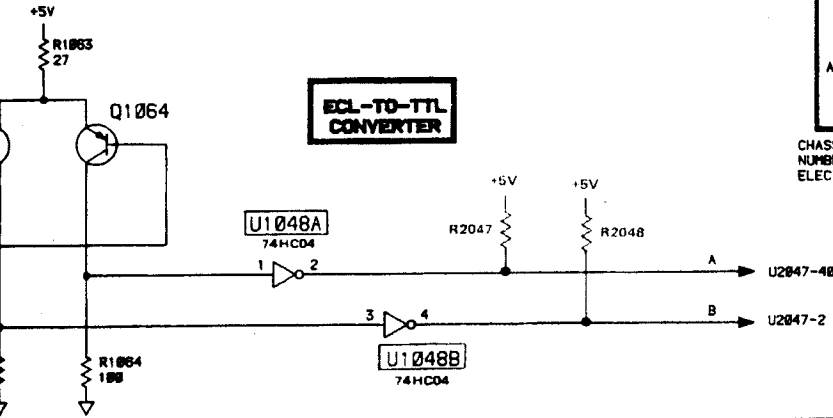 +5V
R1063
27
Q1064
ECL-TO-TTL
CONVERTER
A
CHAS
NUMB
ELEC
+5V
+5V
U1048A
74HC04
R2047
R2048
1
2
A
U2047-40
3
4
B
U2047-2
U1048B
74HC04
R1064
100